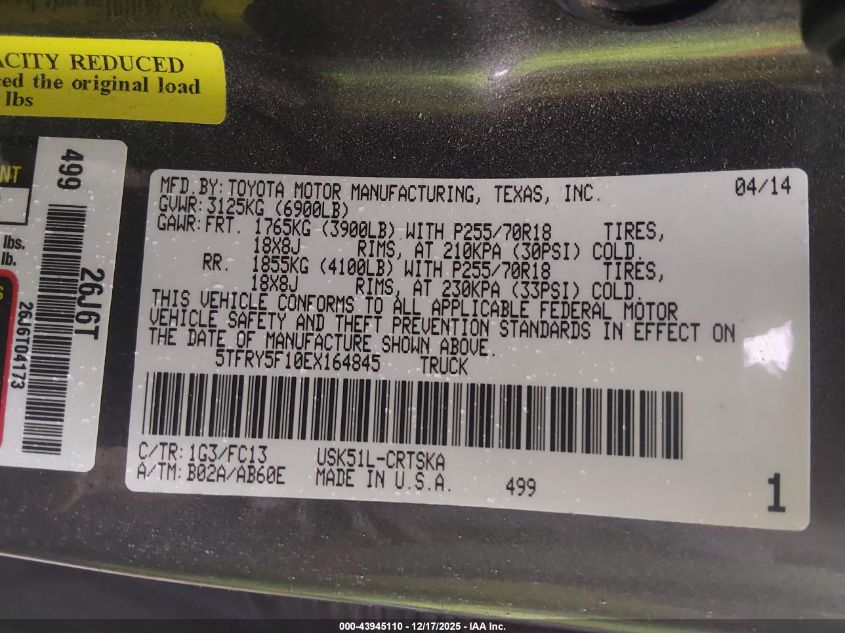 ACITY REDUCED
ced the original load
lbs
NT
lbs.
lb.
499
26J6T
26J6T04173
MFD BY: TOYOTA MOTOR MANUFACTURING, TEXAS, INC. 04/14
GVWR: 3125KG (6900LB)
GAWR: FRT. 1765KG (3900LB) WITH P255/70R18 TIRES,
18X8J RIMS, AT 210KPA (30PSI) COLD.
RR. 1855KG (4100LB) WITH P255/70R18 TIRES,
18X8J RIMS, AT 230KPA (33PSI) COLD.
THIS VEHICLE CONFORMS TO ALL APPLICABLE FEDERAL MOTOR
VEHICLE SAFETY AND THEFT PREVENTION STANDARDS IN EFFECT ON
THE DATE OF MANUFACTURE SHOWN ABOVE.
5TFRY5F10EX164845 TRUCK
C/TR: 1G3/FC13 USK51L-CRTSKA
A/TM: B02A/AB60E MADE IN U.S.A. 499
1
000-43945110 - 12/17/2025 - IAA Inc.